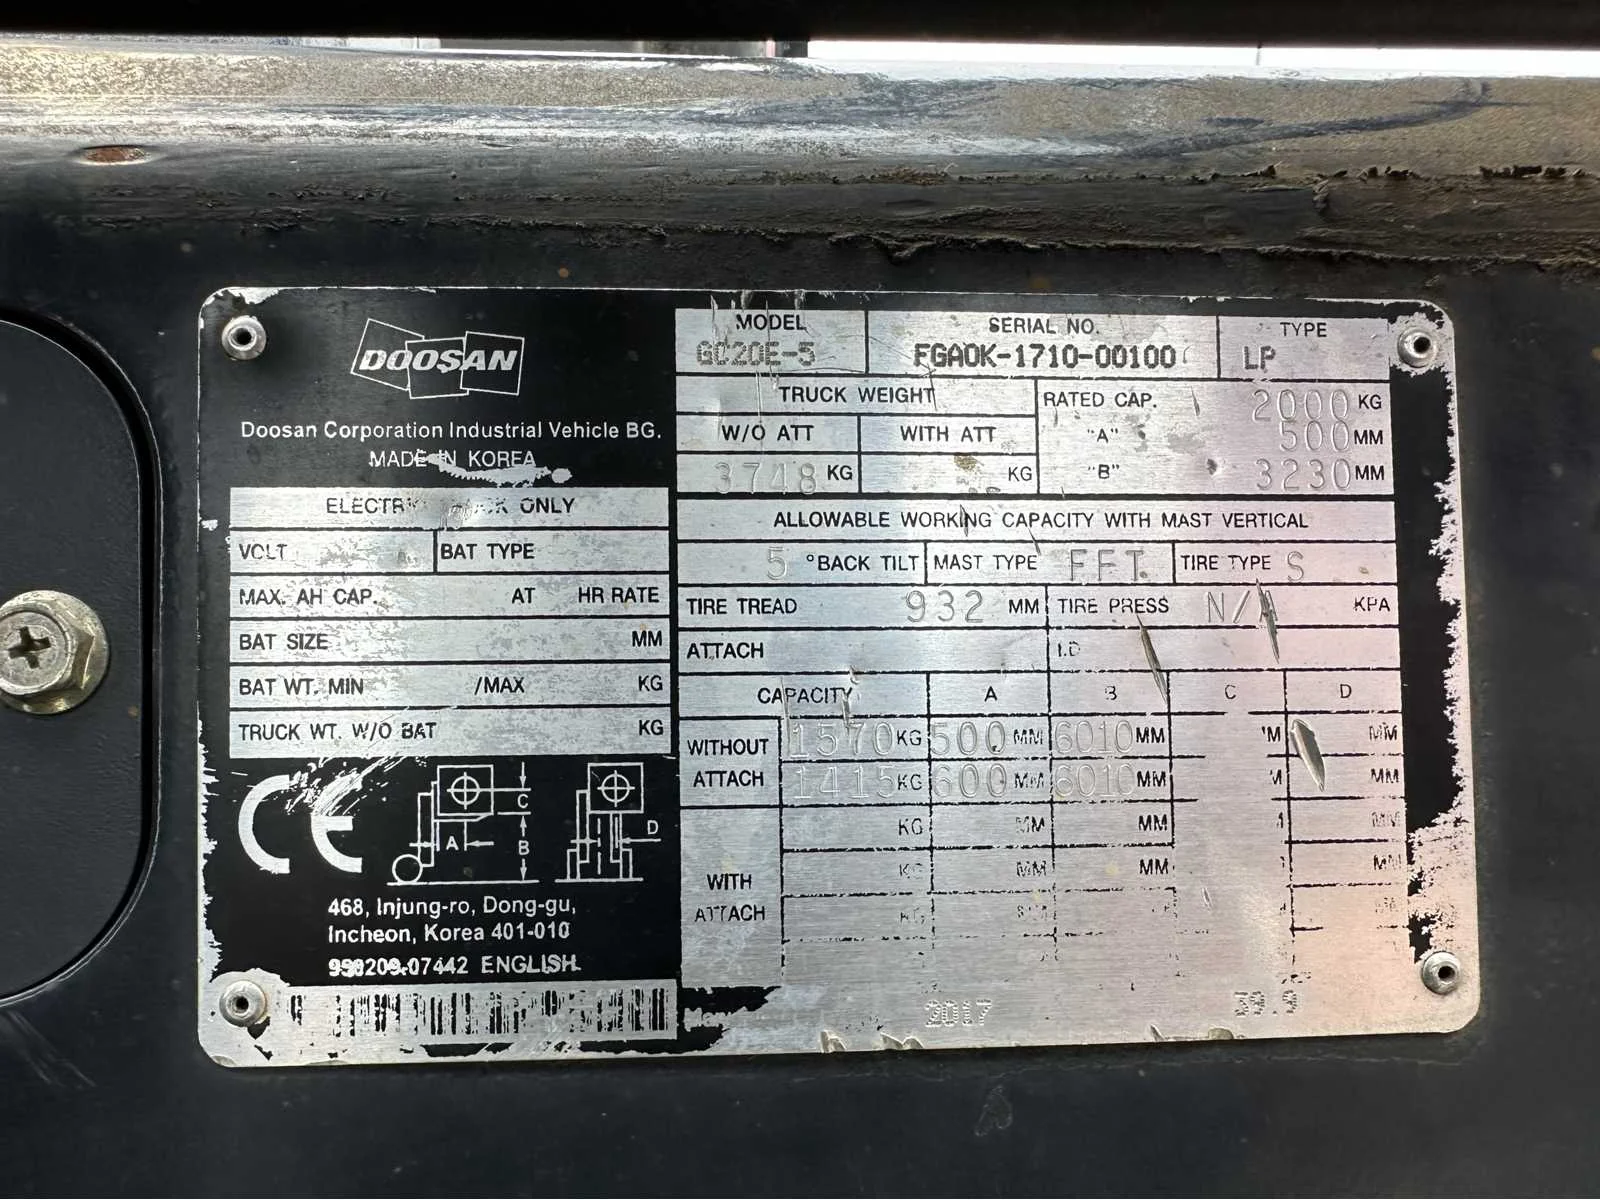 DOOSAN
Doosan Corporation Industrial Vehicle BG.
MADE IN KOREA
ELECTRIC TRUCK ONLY
VOLT BAT TYPE
MAX. AH CAP. AT HR RATE
BAT SIZE MM
BAT WT. MIN /MAX KG
TRUCK WT. W/O BAT KG
CE
A B C D
468, Injung-ro, Dong-gu,
Incheon, Korea 401-010
ENGLISH
MODEL SERIAL NO. TYPE
GC20E-5 FGA0K-1710-00100 LP
TRUCK WEIGHT RATED CAP. 2000 KG
W/O ATT WITH ATT "A" 500 MM
3748 KG KG "B" 3230 MM
ALLOWABLE WORKING CAPACITY WITH MAST VERTICAL
5 °BACK TILT MAST TYPE FFT TIRE TYPE S
TIRE TREAD 932 MM TIRE PRESS N/A KPA
ATTACH I.D
CAPACITY A B C D
WITHOUT 1570 KG 500 MM 6010 MM MM
ATTACH 1415 KG 600 MM 6010 MM MM
KG MM MM MM
WITH KG MM MM MM
ATTACH KG
2017